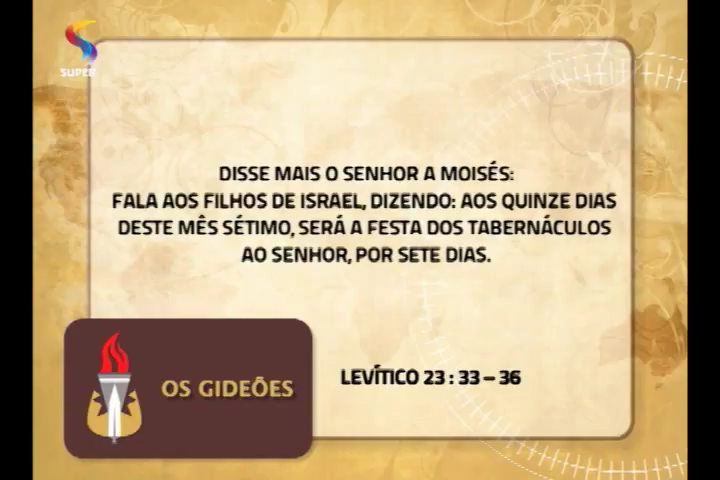 SUPER
DISSE MAIS O SENHOR A MOISÉS:
FALA AOS FILHOS DE ISRAEL, DIZENDO: AOS QUINZE DIAS
DESTE MÊS SÉTIMO, SERÁ A FESTA DOS TABERNÁCULOS
AO SENHOR, POR SETE DIAS.
OS GIDEÕES
LEVÍTICO 23 : 33 – 36